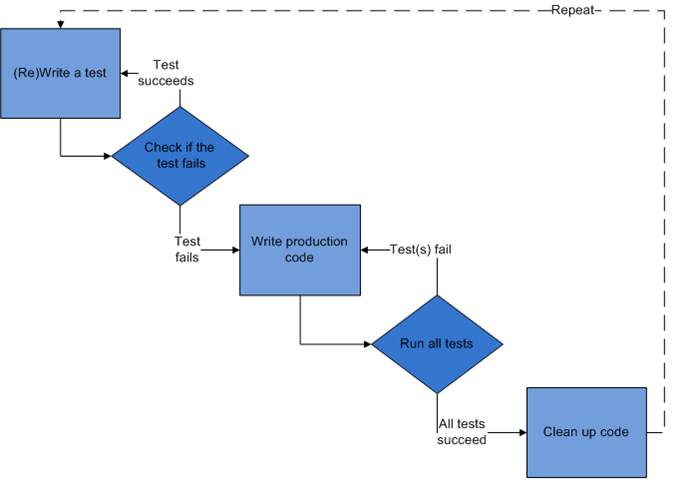 Repeat
(Re)Write a test
Test
succeeds
Check if the
test fails
Test
fails
Write production
code
Test(s) fail
Run all tests
All tests
succeed
Clean up code